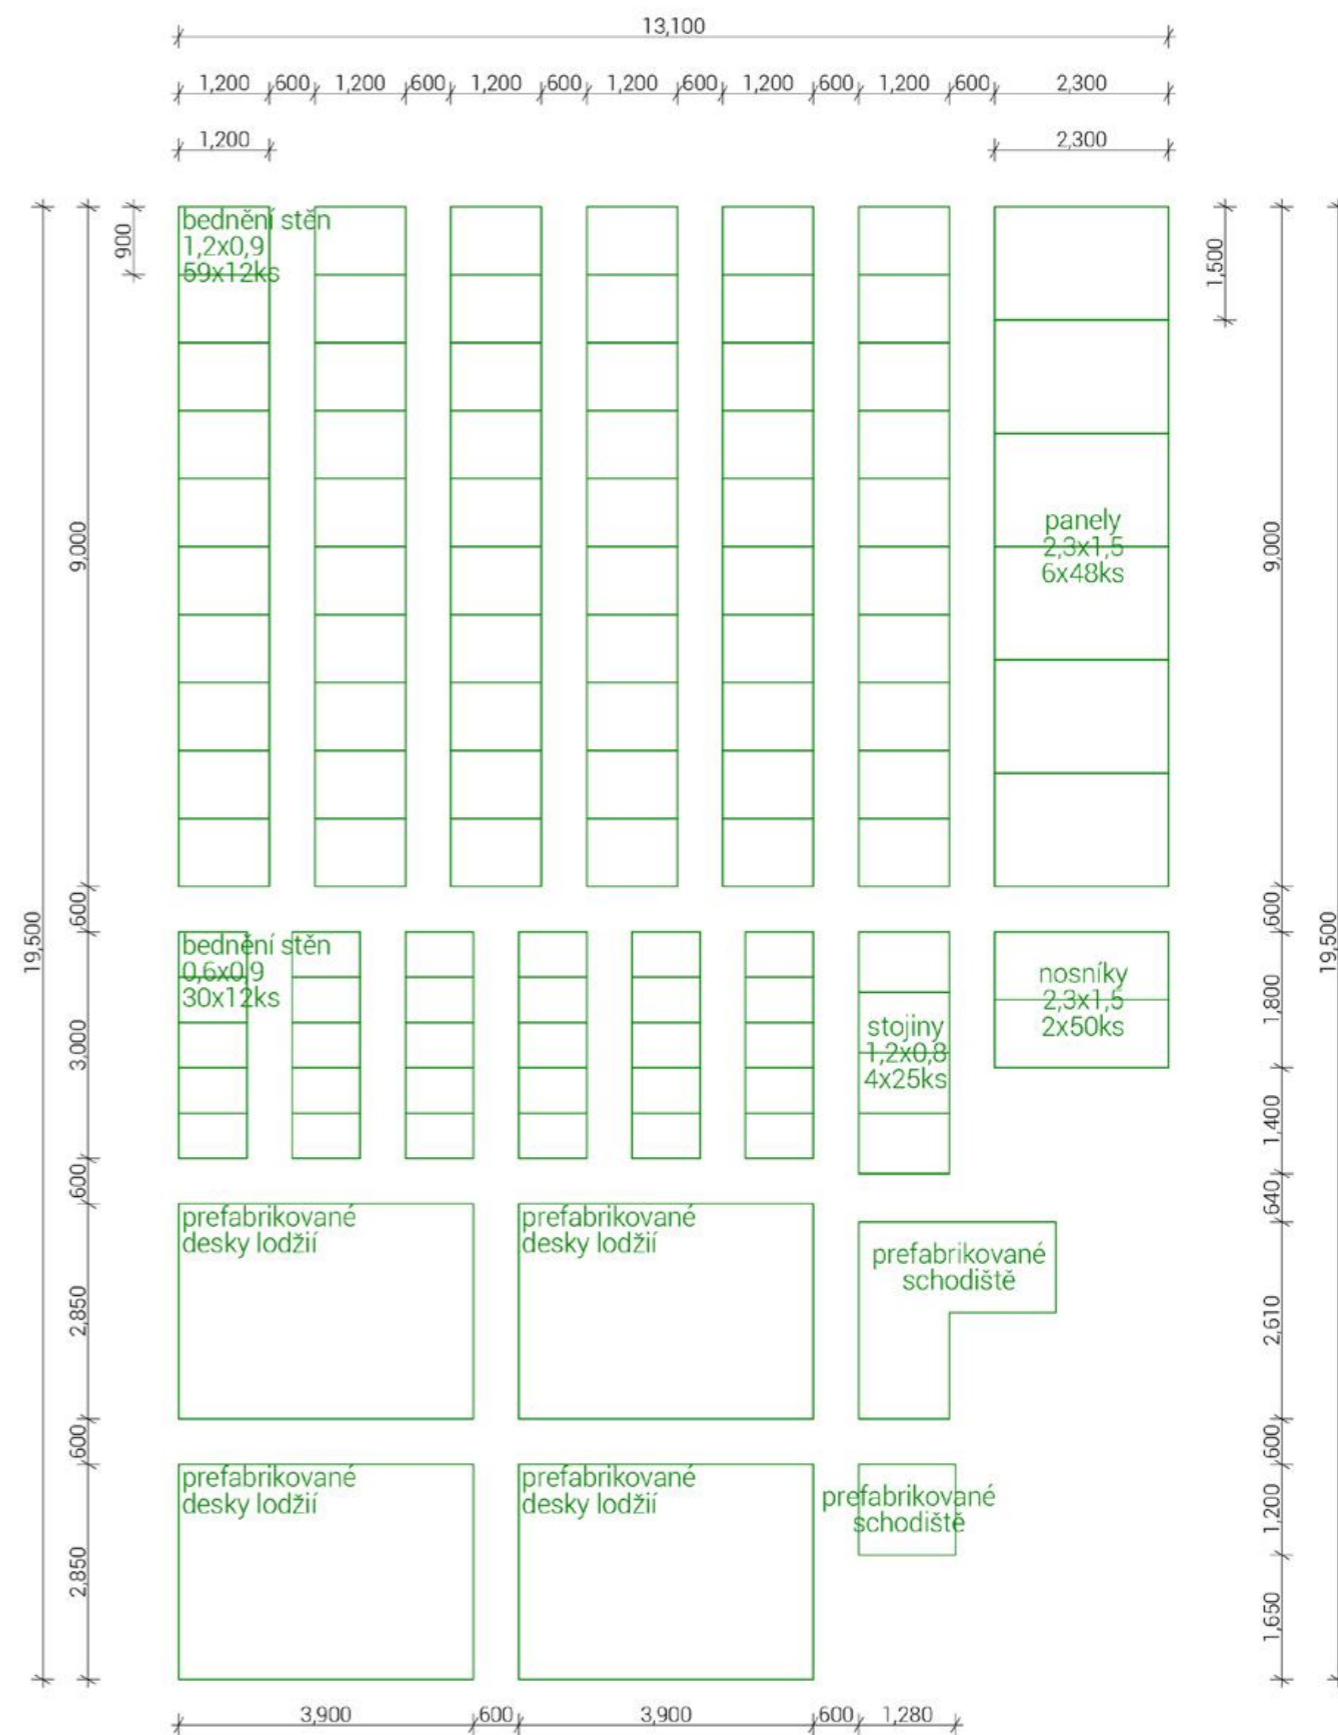 13,100
1,200 600 1,200 600 1,200 600 1,200 600 1,200 600 1,200 600 2,300
1,200
2,300
900
1,500
bednění stěn
1,2x0,9
59x12ks
9,000
9,000
panely
2,3x1,5
6x48ks
600
600
19,500
19,500
bednění stěn
0,6x0,9
30x12ks
3,000
stojiny
1,2x0,8
4x25ks
nosníky
2,3x1,5
2x50ks
1,800
1,400
600
640
prefabrikované
desky lodžií
prefabrikované
desky lodžií
prefabrikované
schodiště
2,850
2,610
600
600
prefabrikované
desky lodžií
prefabrikované
desky lodžií
prefabrikované
schodiště
2,850
1,200
1,650
3,900 600 3,900 600 1,280